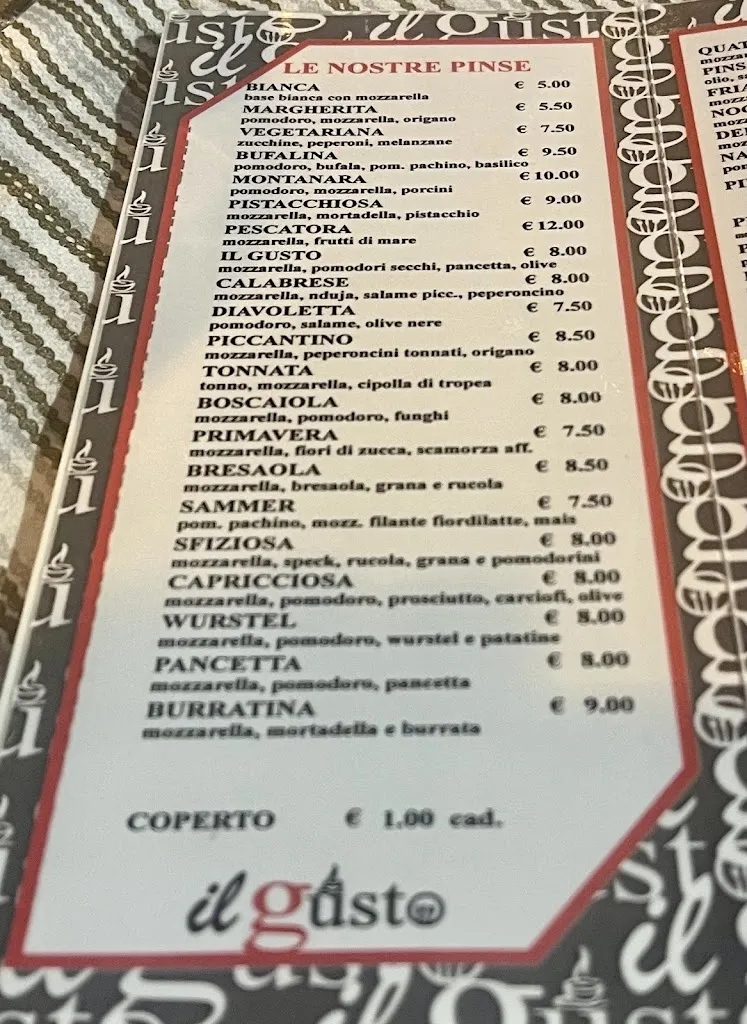 il gusto
LE NOSTRE PINSE
BIANCA € 5.00
base bianca con mozzarella
MARGHERITA € 5.50
pomodoro, mozzarella, origano
VEGETARIANA € 7.50
zucchine, peperoni, melanzane
BUFALINA € 9.50
pomodoro, bufala, pom. pachino, basilico
MONTANARA € 10.00
pomodoro, mozzarella, porcini
PISTACCHIOSA € 9.00
mozzarella, mortadella, pistacchio
PESCATORA € 12.00
mozzarella, frutti di mare
IL GUSTO € 8.00
mozzarella, pomodori secchi, pancetta, olive
CALABRESE € 8.00
mozzarella, nduja, salame picc., peperoncino
DIAVOLETTA € 7.50
pomodoro, salame, olive nere
PICCANTINO € 8.50
mozzarella, peperoncini tonnati, origano
TONNATA € 8.00
tonno, mozzarella, cipolla di tropea
BOSCAIOLA € 8.00
mozzarella, pomodoro, funghi
PRIMAVERA € 7.50
mozzarella, fiori di zucca, scamorza aff.
BRESAOLA € 8.50
mozzarella, bresaola, grana e rucola
SAMMER € 7.50
pom. pachino, mozz. filante fiordilatte, mais
SFIZIOSA € 8.00
mozzarella, speck, rucola, grana e pomodorini
CAPRICCIOSA € 8.00
mozzarella, pomodoro, prosciutto, carciofi, olive
WURSTEL € 8.00
mozzarella, pomodoro, wurstel e patatine
PANCETTA € 8.00
mozzarella, pomodoro, pancetta
BURRATINA € 9.00
mozzarella, mortadella e burrata
COPERTO € 1.00 cad.
il gusto